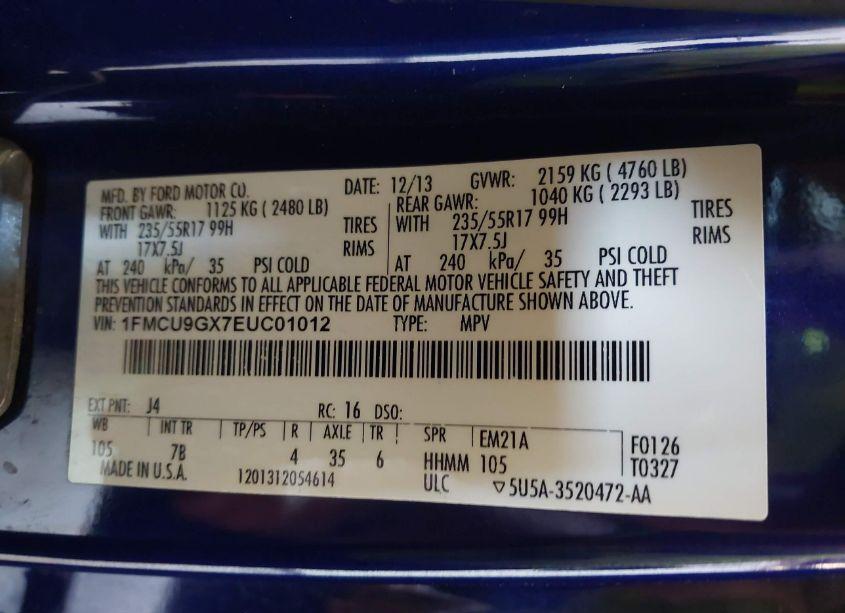 MFD. BY FORD MOTOR CO. DATE: 12/13 GVWR: 2159 KG ( 4760 LB)
FRONT GAWR: 1125 KG ( 2480 LB) REAR GAWR: 1040 KG ( 2293 LB)
WITH 235/55R17 99H TIRES WITH 235/55R17 99H TIRES
17X7.5J RIMS 17X7.5J RIMS
AT 240 kPa/ 35 PSI COLD AT 240 kPa/ 35 PSI COLD
THIS VEHICLE CONFORMS TO ALL APPLICABLE FEDERAL MOTOR VEHICLE SAFETY AND THEFT
PREVENTION STANDARDS IN EFFECT ON THE DATE OF MANUFACTURE SHOWN ABOVE.
VIN: 1FMCU9GX7EUC01012 TYPE: MPV
EXT PNT: J4 RC: 16 DSO:
WB INT TR TP/PS R AXLE TR SPR EM21A F0126
105 7B 4 35 6 HHMM 105 T0327
MADE IN U.S.A. 1201312054614 ULC ▽5U5A-3520472-AA